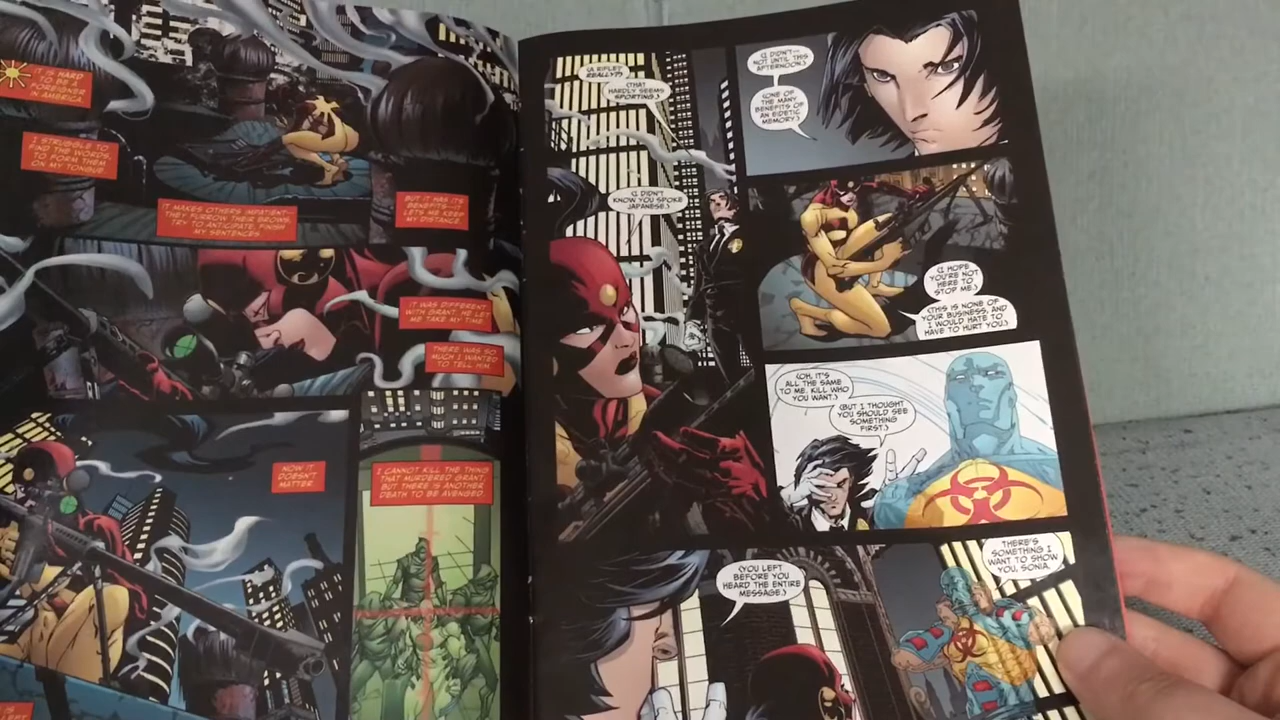 IT IS HARD
TO BE A
FOREIGNER
IN AMERICA.
I STRUGGLE TO
FIND THE WORDS,
TO FORM THEM
ON MY TONGUE.
IT MAKES OTHERS IMPATIENT--
THEY FURROW THEIR BROWS,
TRY TO ANTICIPATE, FINISH
MY SENTENCES.
BUT IT HAS ITS
BENEFITS--IT
LETS ME KEEP
MY DISTANCE.
IT WAS DIFFERENT
WITH GRANT. HE LET
ME TAKE MY TIME.
THERE WAS SO
MUCH I WANTED
TO TELL HIM.
NOW IT
DOESN'T
MATTER.
I CANNOT KILL THE THING
THAT MURDERED GRANT,
BUT THERE IS ANOTHER
DEATH TO BE AVENGED.
IS
(A RIFLE?
REALLY?)
(THAT
HARDLY SEEMS
SPORTING.)
(I DIDN'T
KNOW YOU SPOKE
JAPANESE.)
(I DIDN'T--
NOT UNTIL THIS
AFTERNOON.)
(ONE OF
THE MANY
BENEFITS OF
AN EIDETIC
MEMORY.)
(I HOPE
YOU'RE NOT
HERE TO
STOP ME.)
(THIS IS NONE OF
YOUR BUSINESS, AND
I WOULD HATE TO
HAVE TO HURT YOU.)
(OH, IT'S
ALL THE SAME
TO ME. KILL WHO
YOU WANT.)
(BUT I THOUGHT
YOU SHOULD SEE
SOMETHING
FIRST.)
(YOU LEFT
BEFORE YOU
HEARD THE ENTIRE
MESSAGE.)
THERE'S
SOMETHING I
WANT TO SHOW
YOU, SONIA.